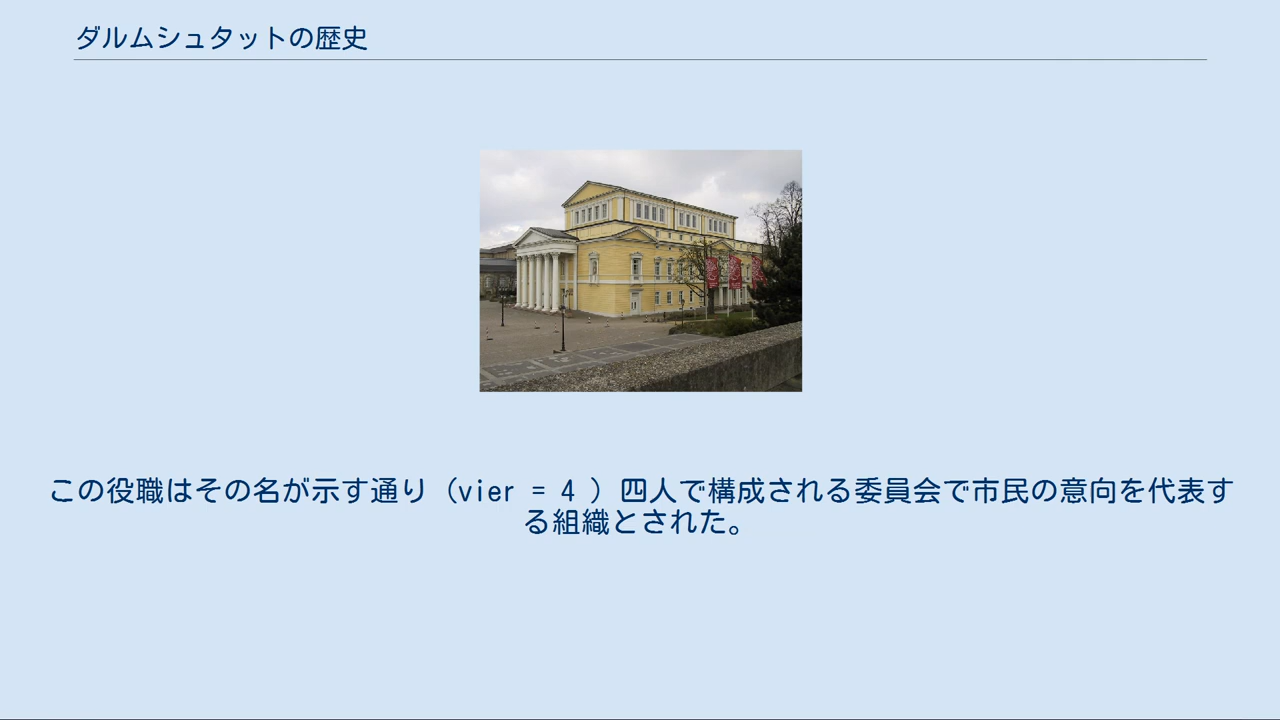 ダルムシュタットの歴史
この役職はその名が示す通り（vier = 4 ）四人で構成される委員会で市民の意向を代表す
る組織とされた。